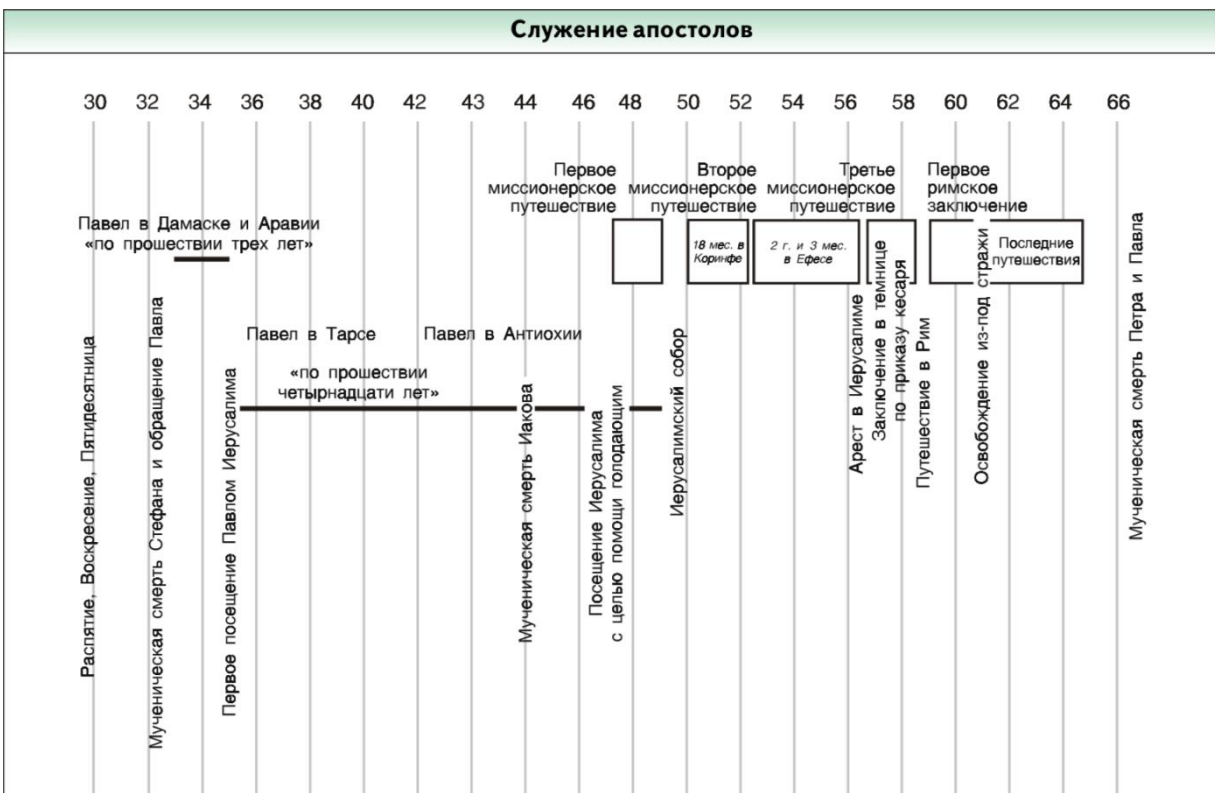 Служение апостолов
30 32 34 36 38 40 42 43 44 46 48 50 52 54 56 58 60 62 64 66
Первое
миссионерское
путешествие
Второе
миссионерское
путешествие
Третье
миссионерское
путешествие
Первое
римское
заключение
Павел в Дамаске и Аравии
«по прошествии трех лет»
18 мес. в
Коринфе
2 г. и 3 мес.
в Ефесе
Последние
путешествия
Павел в Тарсе
Павел в Антиохии
«по прошествии
четырнадцати лет»
Распятие, Воскресение, Пятидесятница
Мученическая смерть Стефана и обращение Павла
Первое посещение Павлом Иерусалима
Мученическая смерть Иакова
Посещение Иерусалима
с целью помощи голодающим
Иерусалимский собор
Арест в Иерусалиме
Заключение в темнице
по приказу кесаря
Путешествие в Рим
Освобождение из-под стражи
Мученическая смерть Петра и Павла